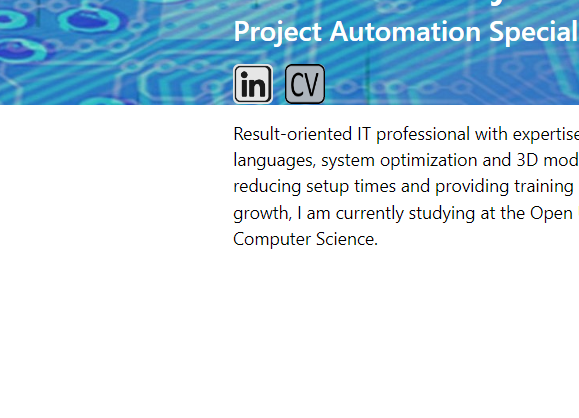 Project Automation Special
in CV
Result-oriented IT professional with expertise
languages, system optimization and 3D mod
reducing setup times and providing training
growth, I am currently studying at the Open
Computer Science.